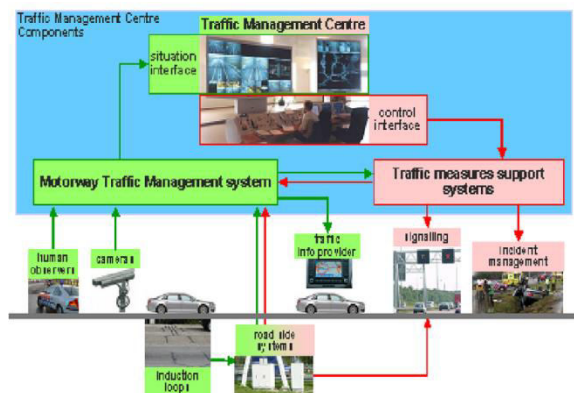 Traffic Management Centre
Components
Traffic Management Centre
situation
interface
control
interface
Motorway Traffic Management system
Traffic measures support
systems
human
observers
cameras
traffic
info provider
signalling
incident
management
induction
loops
road side
systems